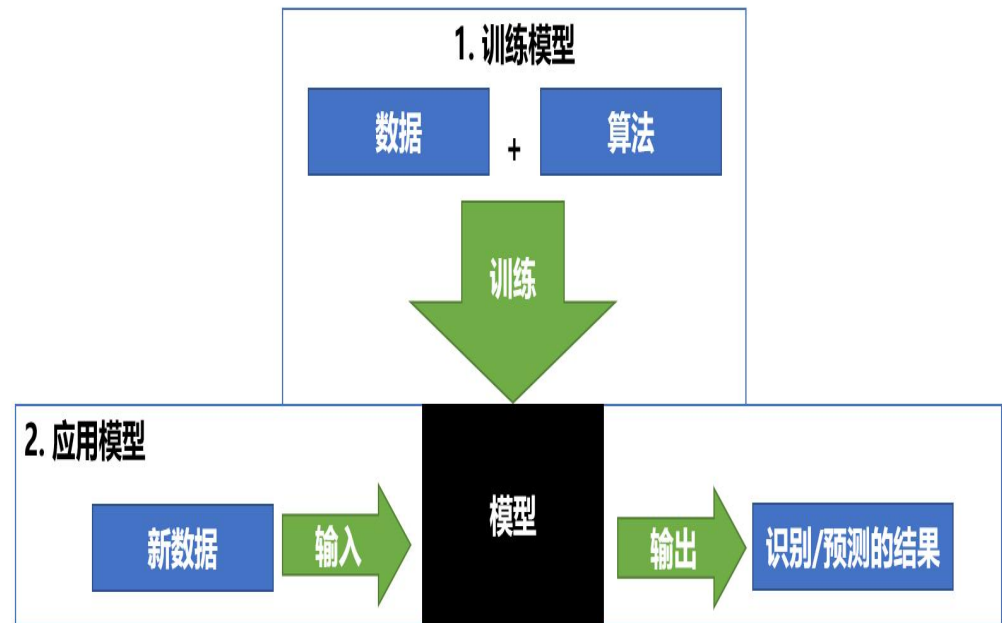 1. 训练模型
数据
+
算法
训练
2. 应用模型
新数据
输入
模型
输出
识别/预测的结果